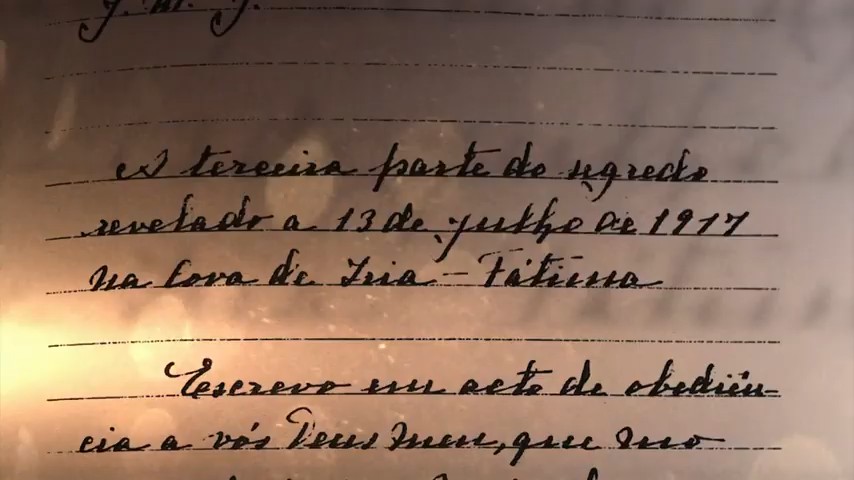 J. M. J.
A terceira parte do segredo
revelado a 13 de julho de 1917
na Cova de Iria – Fátima
Escrevo em acto de obediên-
cia a vós Deus Meu, que mo